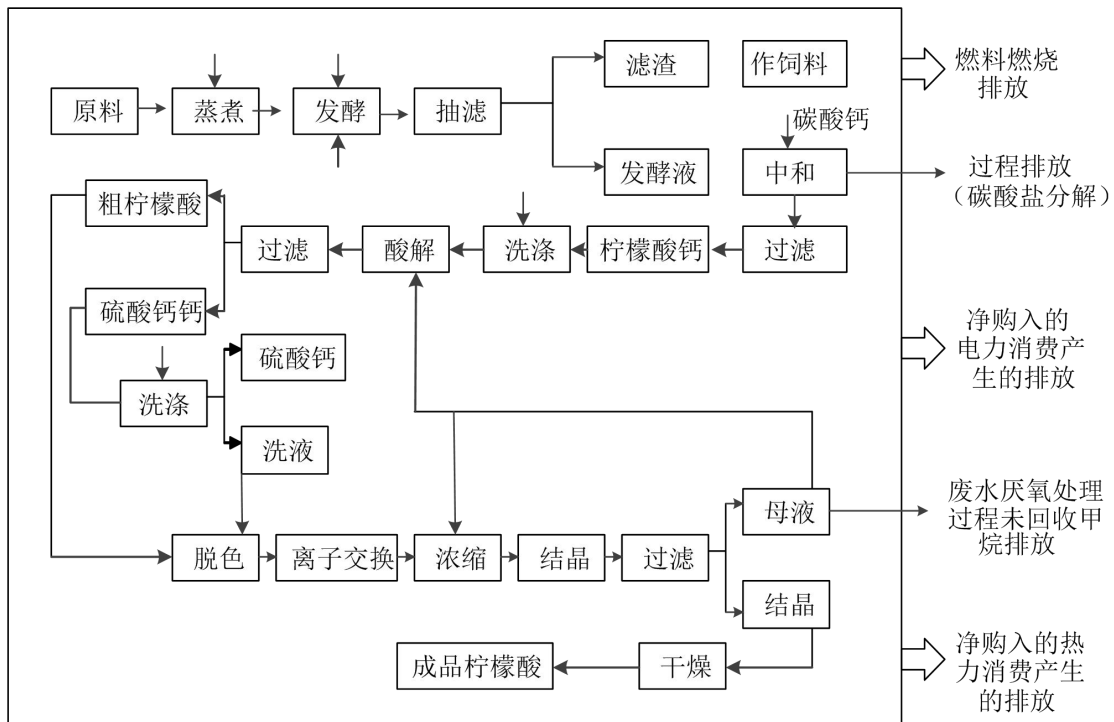 滤渣
作饲料
燃料燃烧
排放
原料
蒸煮
发酵
抽滤
碳酸钙
发酵液
中和
过程排放
（碳酸盐分解）
粗柠檬酸
过滤
酸解
洗涤
柠檬酸钙
过滤
硫酸钙钙
硫酸钙
净购入的
电力消费产
生的排放
洗涤
洗液
母液
废水厌氧处理
过程未回收甲
烷排放
脱色
离子交换
浓缩
结晶
过滤
结晶
成品柠檬酸
干燥
净购入的热
力消费产生
的排放